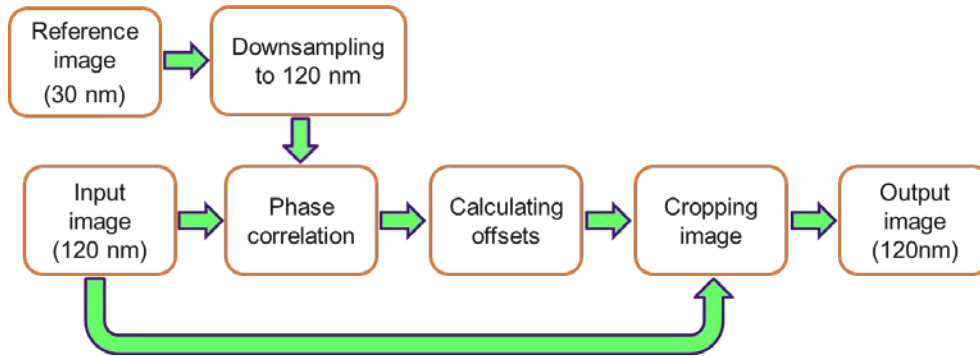 Reference
image
(30 nm)
Downsampling
to 120 nm
Input
image
(120 nm)
Phase
correlation
Calculating
offsets
Cropping
image
Output
image
(120nm)